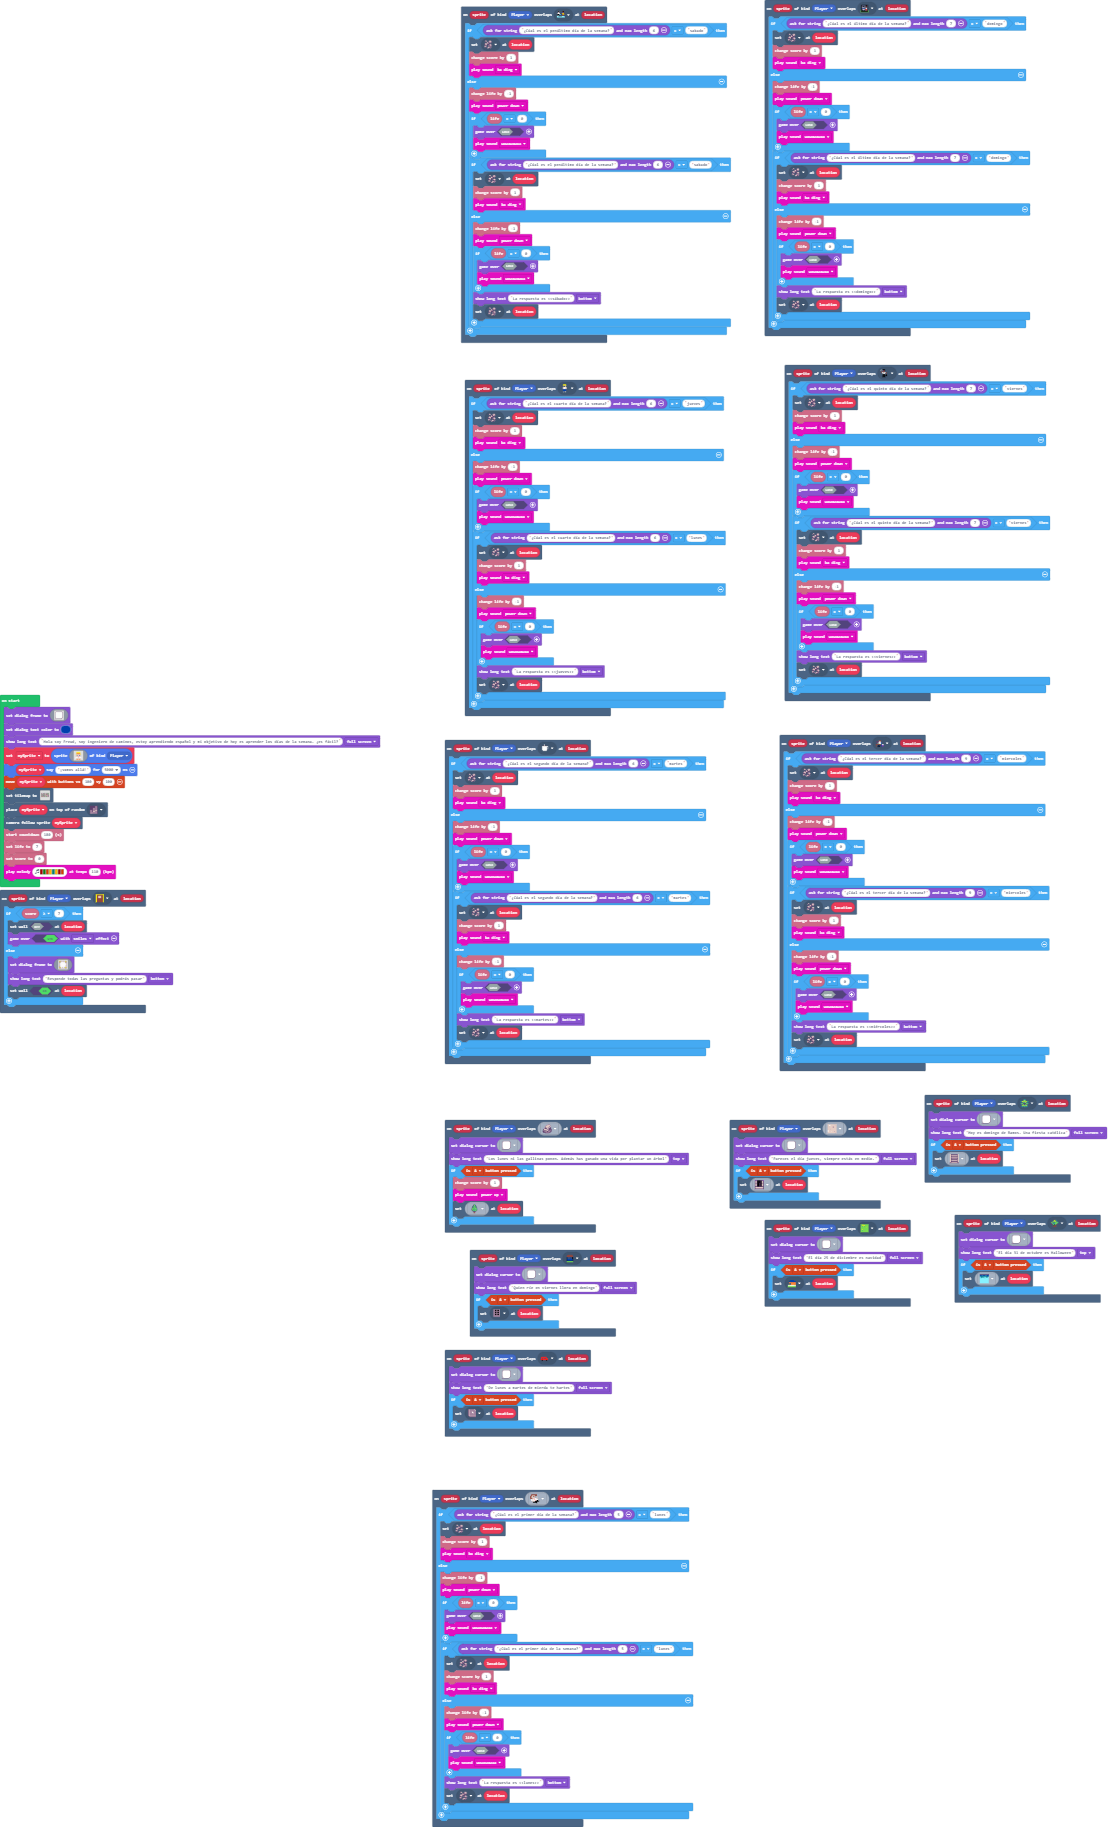 on start
set dialog frame to
set dialog text color to
show long text full screen
set mySprite to sprite of kind Player
mySprite say for
move mySprite with buttons vx 100 vy 100
set tilemap to
place mySprite on top of random
camera follow sprite mySprite
start countdown (s)
set life to 7
set score to 0
play melody at tempo (bpm)
on sprite of kind Player overlaps at location
if score = 7 then
set wall at location
game over with effect
else
set dialog frame to
show long text "Responde todas las preguntas y podrás pasar" bottom
set wall at location
on sprite of kind Player overlaps at location
if ask for string "¿Cuál es el penúltimo día de la semana?" and max length 6 = "sabado" then
set at location
change score by 1
play sound ba ding
else
change life by -1
play sound power down
if life = 0 then
game over
play sound
if ask for string "¿Cuál es el penúltimo día de la semana?" and max length 6 = "sabado" then
set at location
change score by 1
play sound ba ding
else
change life by -1
play sound power down
if life = 0 then
game over
play sound
show long text "La respuesta es <<sábado>>" bottom
set at location
on sprite of kind Player overlaps at location
if ask for string "¿Cúal es el último día de la semana?" and max length 7 = "domingo" then
set at location
change score by 1
play sound ba ding
else
change life by -1
play sound power down
if life = 0 then
game over
play sound
if ask for string "¿Cúal es el último día de la semana?" and max length 7 = "domingo" then
set at location
change score by 1
play sound ba ding
else
change life by -1
play sound power down
if life = 0 then
game over
play sound
show long text "La respuesta es <<domingo>>" bottom
set at location
on sprite of kind Player overlaps at location
if ask for string "¿Cuál es el cuarto día de la semana?" and max length 6 = "jueves" then
set at location
change score by 1
play sound ba ding
else
change life by -1
play sound power down
if life = 0 then
game over
play sound
if ask for string "¿Cuál es el cuarto día de la semana?" and max length = "lunes" then
set at location
change score by 1
play sound ba ding
else
change life by -1
play sound power down
if life = 0 then
game over
play sound
show long text "La respuesta es <<jueves>>" bottom
set at location
on sprite of kind Player overlaps at location
if ask for string "¿Cuál es el quinto día de la semana?" and max length 7 = "viernes" then
set at location
change score by 1
play sound ba ding
else
change life by -1
play sound power down
if life = 0 then
game over
play sound
if ask for string "¿Cuál es el quinto día de la semana?" and max length 7 = "viernes" then
set at location
change score by 1
play sound ba ding
else
change life by -1
play sound power down
if life = 0 then
game over
play sound
show long text "La respuesta es <<viernes>>" bottom
set at location
on sprite of kind Player overlaps at location
if ask for string "¿Cuál es el segundo día de la semana?" and max length 6 = "martes" then
set at location
change score by 1
play sound ba ding
else
change life by -1
play sound power down
if life = 0 then
game over
play sound
if ask for string "¿Cuál es el segundo día de la semana?" and max length 6 = "martes" then
set at location
change score by 1
play sound ba ding
else
change life by -1
play sound power down
if life = 0 then
game over
play sound
show long text "La respuesta es <<martes>>" bottom
set at location
on sprite of kind Player overlaps at location
if ask for string "¿Cuál es el tercer día de la semana?" and max length 9 = "miercoles" then
set at location
change score by 1
play sound ba ding
else
change life by -1
play sound power down
if life = 0 then
game over
play sound
if ask for string "¿Cuál es el tercer día de la semana?" and max length 9 = "miercoles" then
set at location
change score by 1
play sound ba ding
else
change life by -1
play sound power down
if life = 0 then
game over
play sound
show long text "La respuesta es <<miércoles>>" bottom
set at location
on sprite of kind Player overlaps at location
set dialog cursor to
show long text "Los lunes ni las gallinas ponen. Además has ganado una vida por plantar un árbol" top
if is A button pressed then
change score by 1
play sound power up
set at location
on sprite of kind Player overlaps at location
set dialog cursor to
show long text "Pareces el día jueves, siempre estás en medio." full screen
if is A button pressed then
set at location
on sprite of kind Player overlaps at location
set dialog cursor to
show long text "Hoy es domingo de Ramos. Una fiesta católica" full screen
if is A button pressed then
set at location
on sprite of kind Player overlaps at location
set dialog cursor to
show long text "El día 25 de diciembre es navidad" full screen
if is A button pressed then
set at location
on sprite of kind Player overlaps at location
set dialog cursor to
show long text "El día 31 de octubre es Halloween" top
if is A button pressed then
set at location
on sprite of kind Player overlaps at location
set dialog cursor to
show long text "Quien ríe en viernes llora en domingo" full screen
if is A button pressed then
set at location
on sprite of kind Player overlaps at location
set dialog cursor to
show long text full screen
if is A button pressed then
set at location
on sprite of kind Player overlaps at location
if ask for string "¿Cuál es el primer día de la semana?" and max length 5 = "lunes" then
set at location
change score by 1
play sound ba ding
else
change life by -1
play sound power down
if life = 0 then
game over
play sound
if ask for string "¿Cuál es el primer día de la semana?" and max length 5 = "lunes" then
set at location
change score by 1
play sound ba ding
else
change life by -1
play sound power down
if life = 0 then
game over
play sound
show long text "La respuesta es <<lunes>>" bottom
set at location